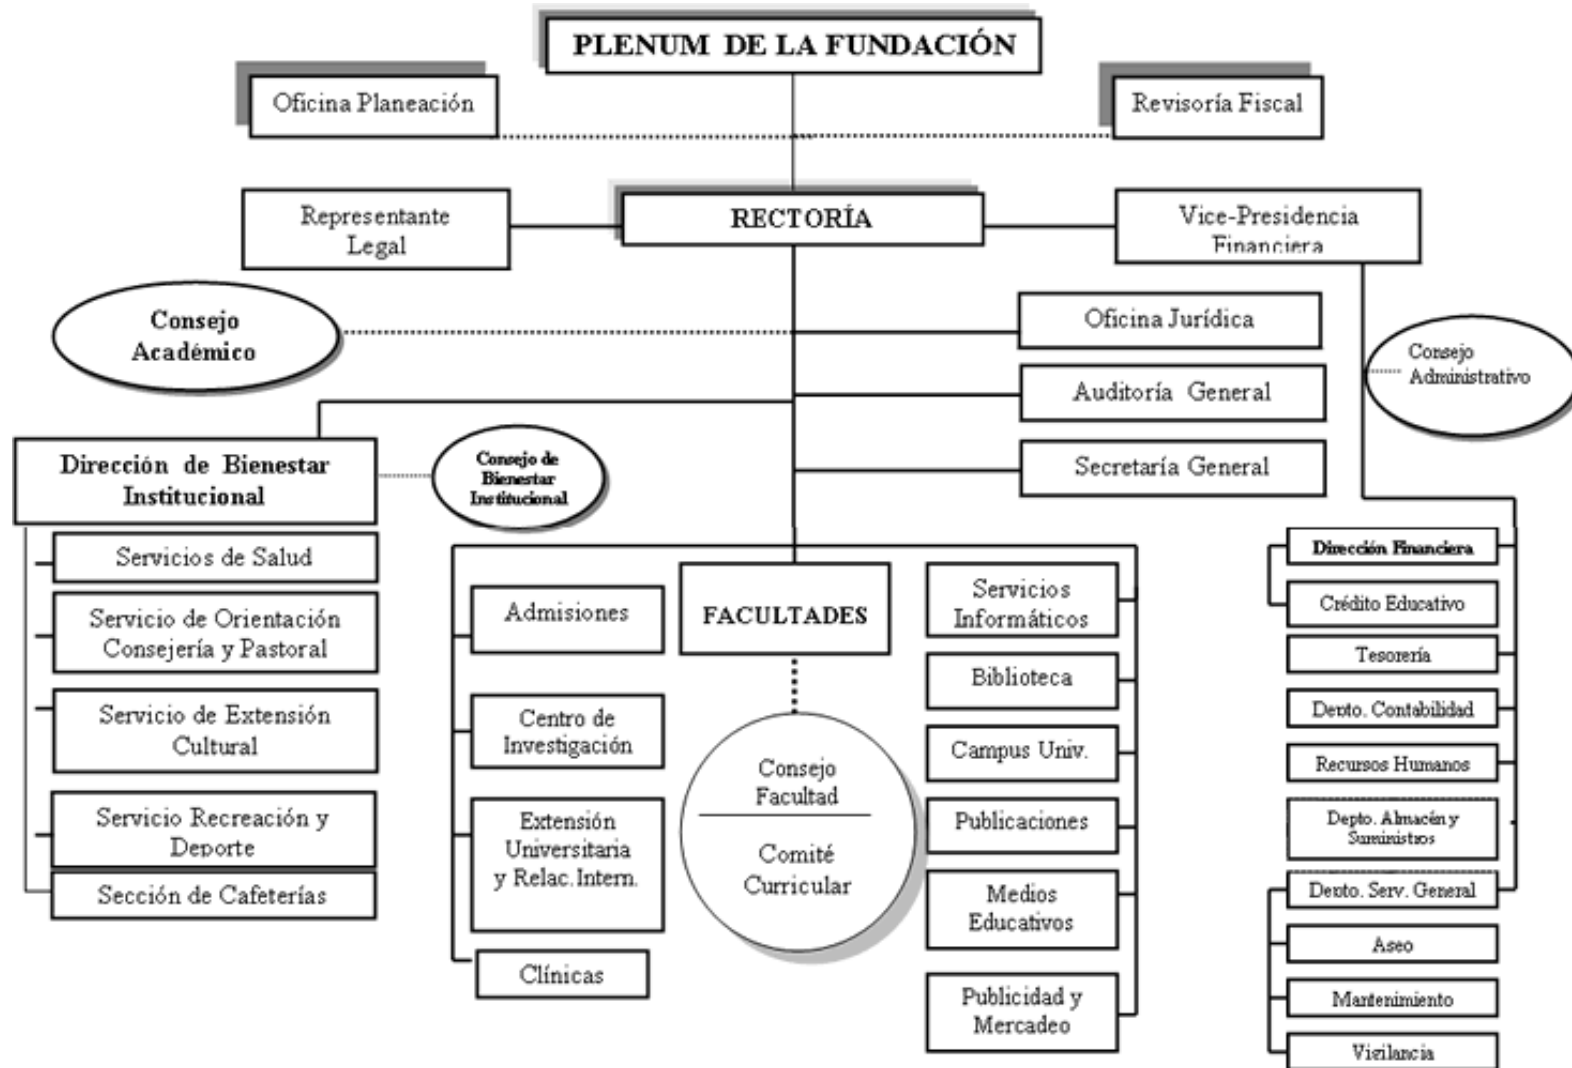 PLENUM DE LA FUNDACIÓN
Oficina Planeación
Revisoría Fiscal
Representante
Legal
RECTORÍA
Vice-Presidencia
Financiera
Consejo
Académico
Oficina Jurídica
Consejo
Administrativo
Auditoría General
Secretaría General
Dirección de Bienestar
Institucional
Consejo de
Bienestar
Institucional
Servicios de Salud
Servicio de Orientación
Consejería y Pastoral
Servicio de Extensión
Cultural
Servicio Recreación y
Deporte
Sección de Cafeterías
Admisiones
Centro de
Investigación
Extensión
Universitaria
y Relac.Intern.
Clínicas
FACULTADES
Consejo
Facultad
Comité
Curricular
Servicios
Informáticos
Biblioteca
Campus Univ.
Publicaciones
Medios
Educativos
Publicidad y
Mercadeo
Dirección Financiera
Crédito Educativo
Tesorería
Depto. Contabilidad
Recursos Humanos
Depto. Almacén y
Suministros
Depto. Serv. General
Aseo
Mantenimiento
Vigilancia